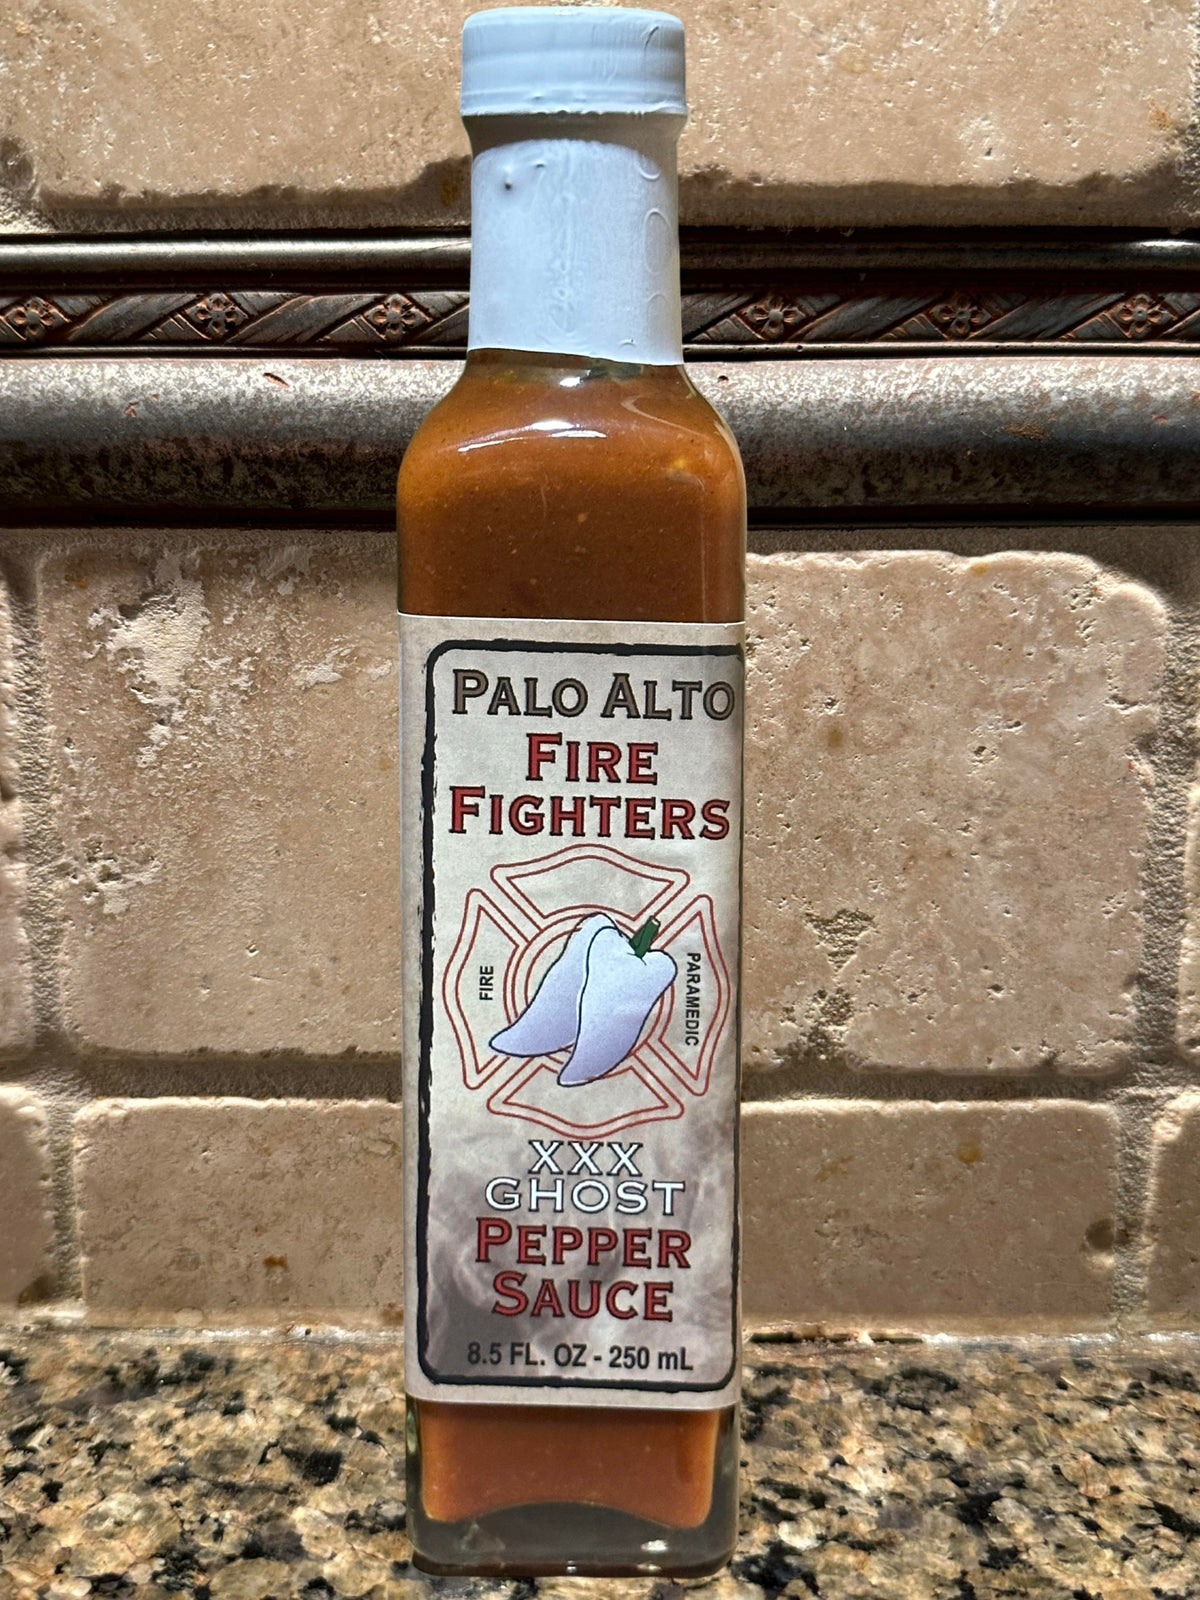 PALO ALTO
FIRE
FIGHTERS
FIRE
PARAMEDIC
XXX
GHOST
PEPPER
SAUCE
8.5 FL. OZ - 250 mL